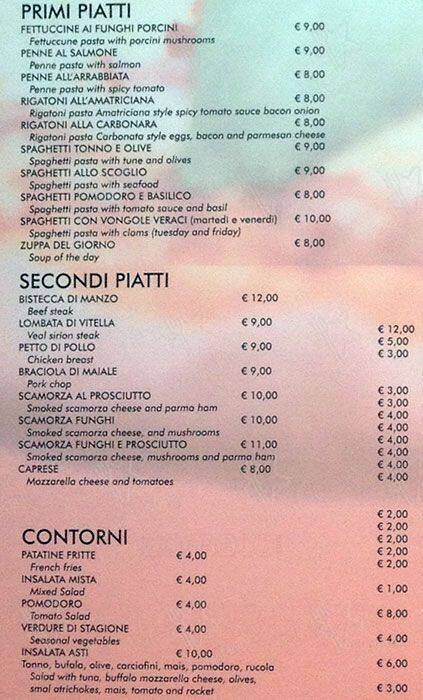 PRIMI PIATTI
FETTUCCINE AI FUNGHI PORCINI € 9,00
Fettuccune pasta with porcini mushrooms
PENNE AL SALMONE € 9,00
Penne pasta with salmon
PENNE ALL'ARRABBIATA € 8,00
Penne pasta with spicy tomato
RIGATONI ALL'AMATRICIANA € 8,00
Rigatoni pasta Amatriciana style spicy tomato sauce bacon onion
RIGATONI ALLA CARBONARA € 8,00
Rigatoni pasta Carbonata style eggs, bacon and parmesan cheese
SPAGHETTI TONNO E OLIVE € 9,00
Spaghetti pasta with tune and olives
SPAGHETTI ALLO SCOGLIO € 9,00
Spaghetti pasta with seafood
SPAGHETTI POMODORO E BASILICO € 8,00
Spaghetti pasta with tomato sauce and basil
SPAGHETTI CON VONGOLE VERACI (martedi e venerdi) € 10,00
Spaghetti pasta with clams (tuesday and friday)
ZUPPA DEL GIORNO € 8,00
Soup of the day
SECONDI PIATTI
BISTECCA DI MANZO € 12,00
Beef steak
LOMBATA DI VITELLA € 9,00
Veal sirion steak
PETTO DI POLLO € 9,00
Chicken breast
BRACIOLA DI MAIALE € 9,00
Pork chop
SCAMORZA AL PROSCIUTTO € 10,00
Smoked scamorza cheese and parma ham
SCAMORZA FUNGHI € 10,00
Smoked scamorza cheese, and mushrooms
SCAMORZA FUNGHI E PROSCIUTTO € 11,00
Smoked scamorza cheese, mushrooms and parma ham
CAPRESE € 8,00
Mozzarella cheese and tomatoes
CONTORNI
PATATINE FRITTE € 4,00
French fries
INSALATA MISTA € 4,00
Mixed Salad
POMODORO € 4,00
Tomato Salad
VERDURE DI STAGIONE € 4,00
Seasonal vegetables
INSALATA ASTI € 10,00
Tonno, bufala, olive, carciofini, mais, pomodoro, rucola
Salad with tuna, buffalo mozzarella cheese, olives,
smal atrichokes, mais, tomato and rocket
€ 12,00
€ 5,00
€ 3,00
€ 3,00
€ 3,00
€ 4,00
€ 4,00
€ 4,00
€ 4,00
€ 4,00
€ 4,00
€ 2,00
€ 2,00
€ 2,00
€ 2,00
€ 2,00
€ 1,00
€ 8,00
€ 4,00
€ 6,00
€ 3,00